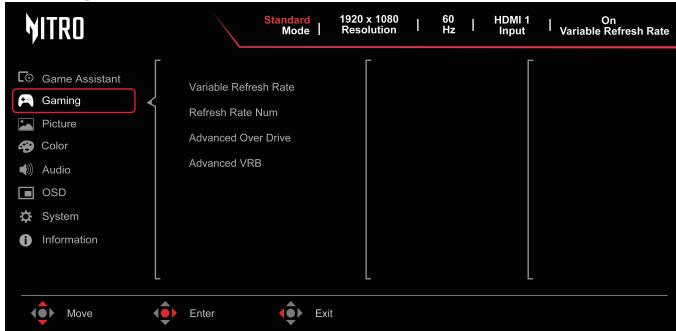 NITRO
Standard Mode | 1920 x 1080 Resolution | 60 Hz | HDMI 1 Input | On Variable Refresh Rate
Game Assistant
Gaming
Picture
Color
Audio
OSD
System
Information
Variable Refresh Rate
Refresh Rate Num
Advanced Over Drive
Advanced VRB
Move
Enter
Exit